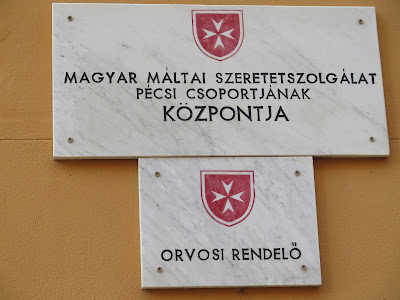 MAGYAR MÁLTAI SZERETETSZOLGÁLAT
PÉCSI CSOPORTJÁNAK
KÖZPONTJA
ORVOSI RENDELŐ